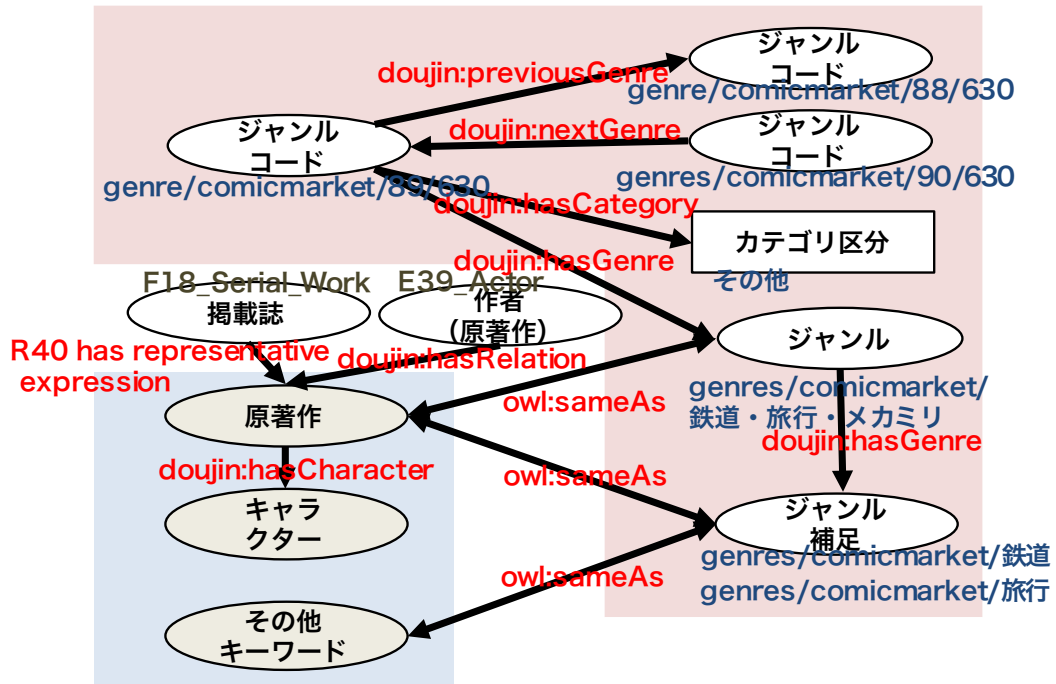 ジャンル
コード
doujin:previousGenre
genre/comicmarket/88/630
ジャンル
コード
doujin:nextGenre
ジャンル
コード
genre/comicmarket/89/630
genres/comicmarket/90/630
doujin:hasCategory
カテゴリ区分
doujin:hasGenre
その他
F18_Serial_Work
E39_Actor
掲載誌
作者
（原著作）
ジャンル
R40 has representative
expression
doujin:hasRelation
genres/comicmarket/
鉄道・旅行・メカミリ
owl:sameAs
原著作
doujin:hasGenre
doujin:hasCharacter
owl:sameAs
キャラ
クター
ジャンル
補足
genres/comicmarket/鉄道
owl:sameAs
genres/comicmarket/旅行
その他
キーワード